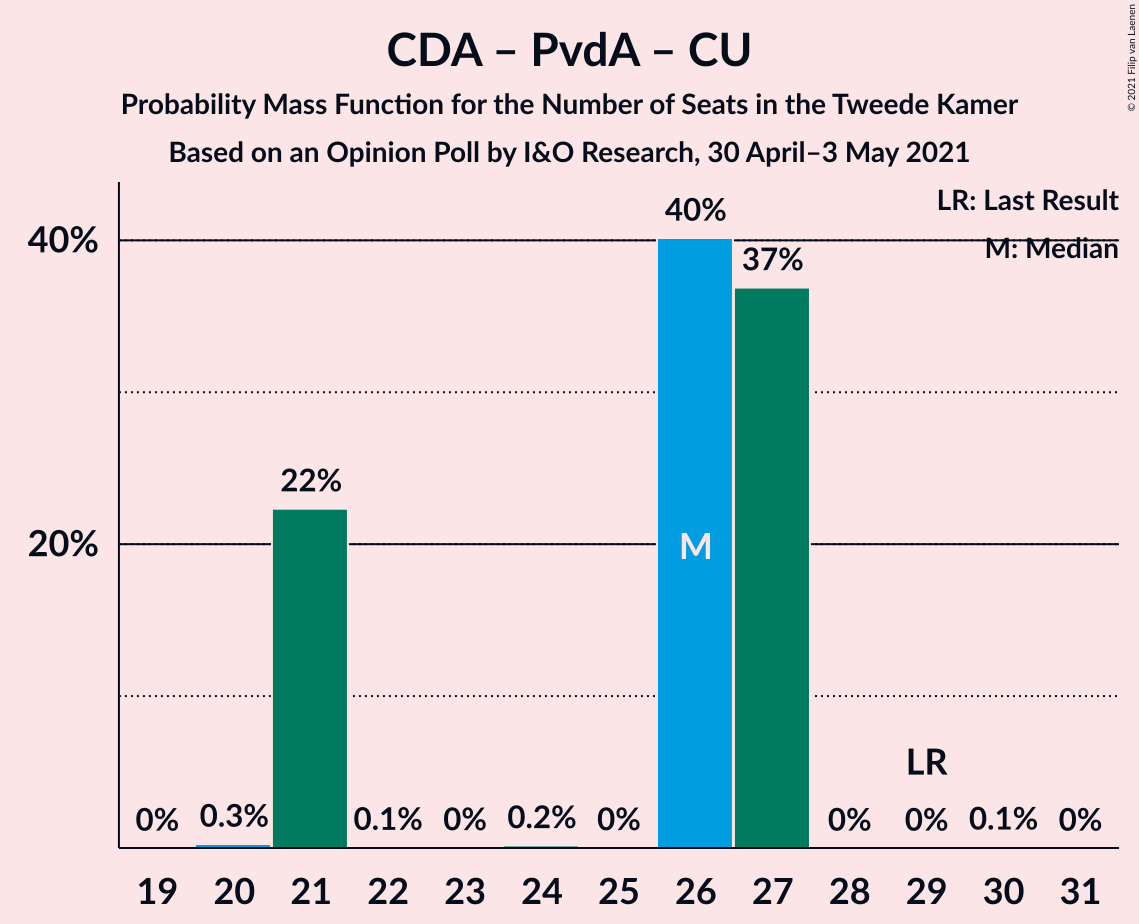 CDA – PvdA – CU
Probability Mass Function for the Number of Seats in the Tweede Kamer
Based on an Opinion Poll by I&O Research, 30 April–3 May 2021
© 2021 Filip van Laenen
LR: Last Result
M: Median
40%
20%
0%
0.3%
22%
0.1%
0%
0.2%
0%
40%
M
37%
0%
LR
0%
0.1%
0%
19 20 21 22 23 24 25 26 27 28 29 30 31